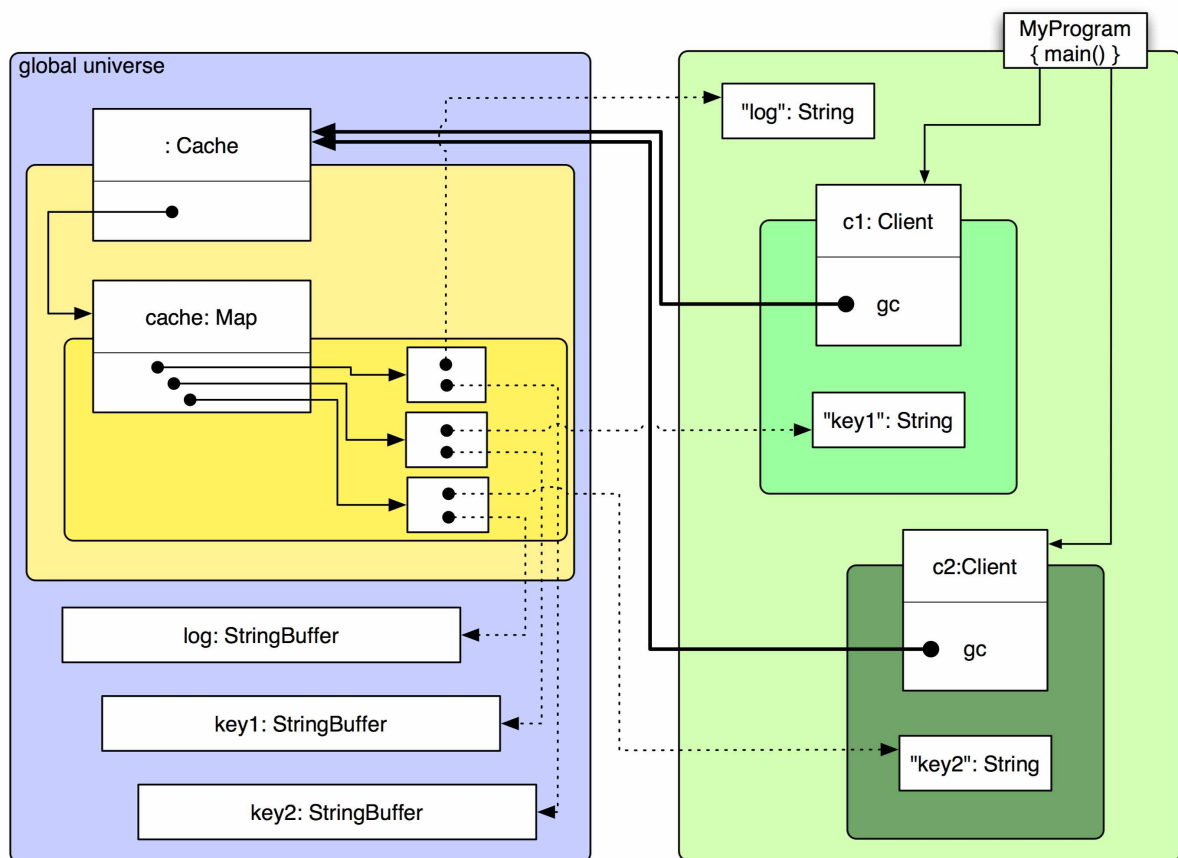 global universe
: Cache
cache: Map
log: StringBuffer
key1: StringBuffer
key2: StringBuffer
MyProgram
{ main() }
"log": String
c1: Client
gc
"key1": String
c2:Client
gc
"key2": String